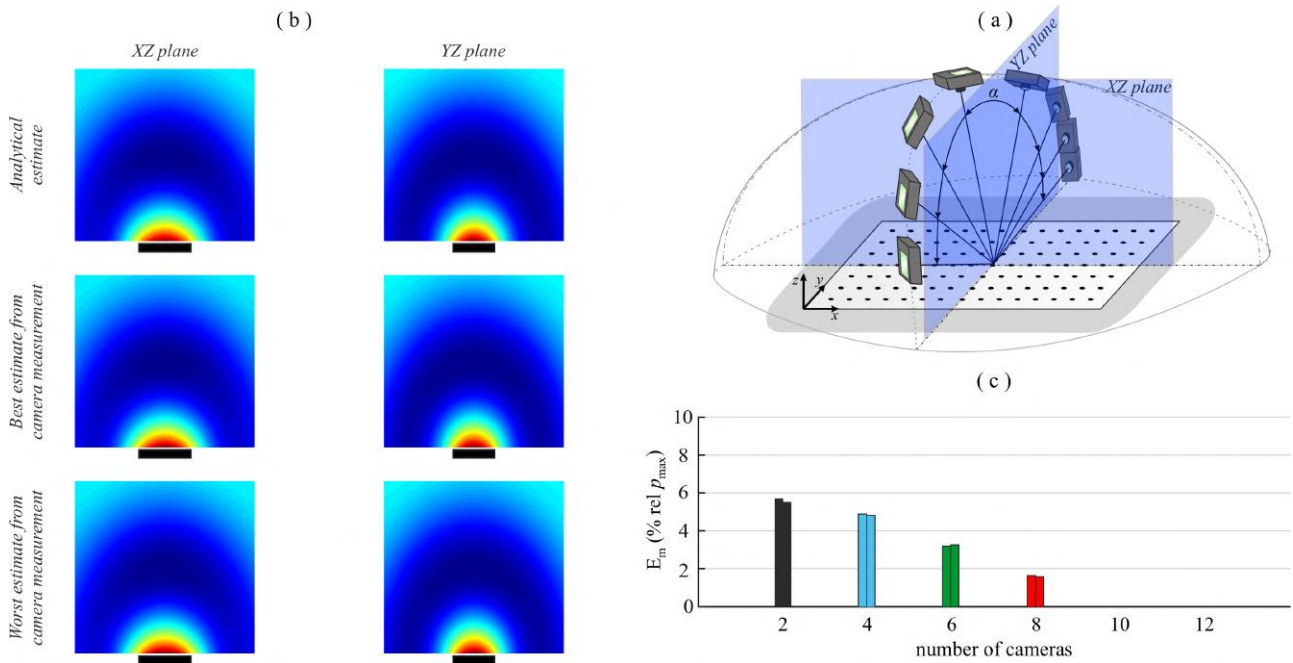 ( b )
XZ plane
YZ plane
Analytical
estimate
Best estimate from
camera measurement
Worst estimate from
camera measurement
( a )
YZ plane
XZ plane
α
z
y
x
( c )
10
8
6
4
2
0
E_m (% rel p_max)
2 4 6 8 10 12
number of cameras